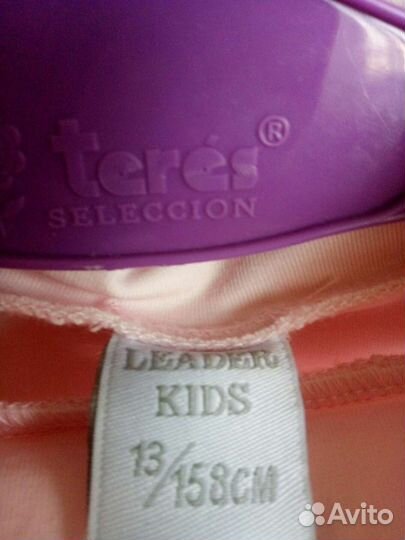 terés®
SELECCION
LEADER
KIDS
13/158CM
Avito